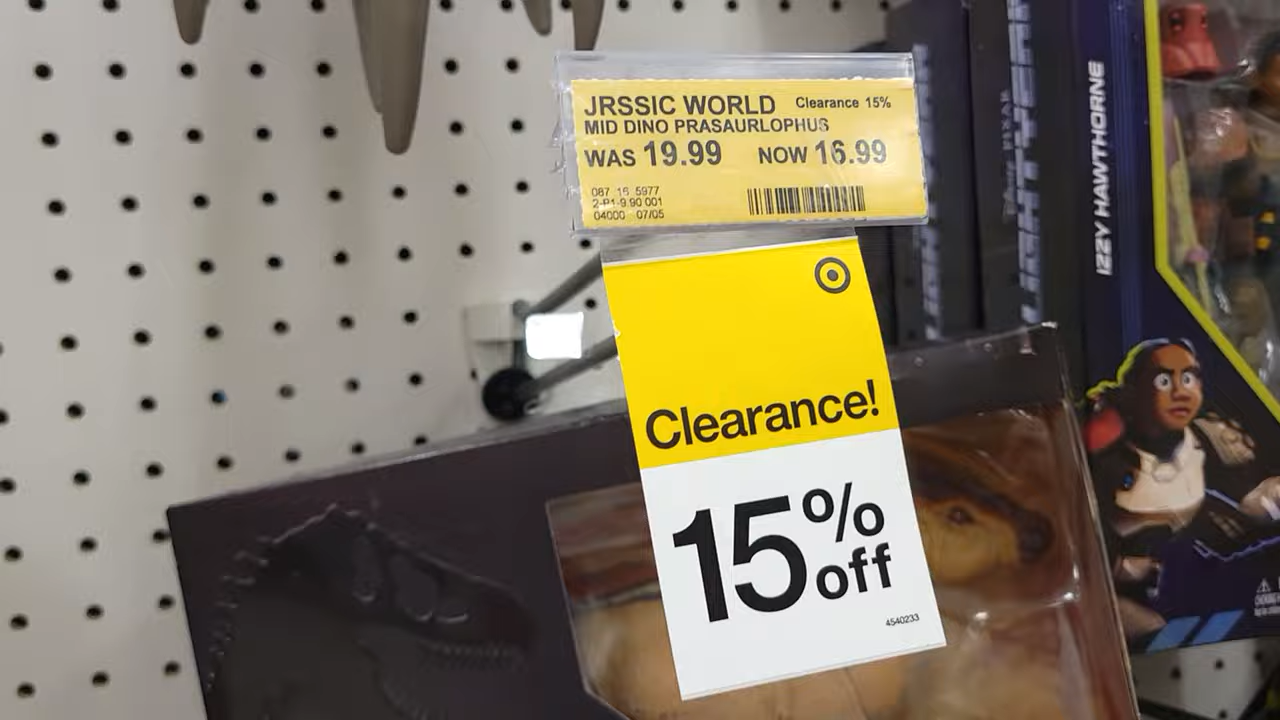 JRSSIC WORLD Clearance 15%
MID DINO PRASAURLOPHUS
WAS 19.99 NOW 16.99
087 16 5977
04000 07/05
Clearance!
15% off
4540233
IZZY HAWTHORNE
LIGHTYEAR